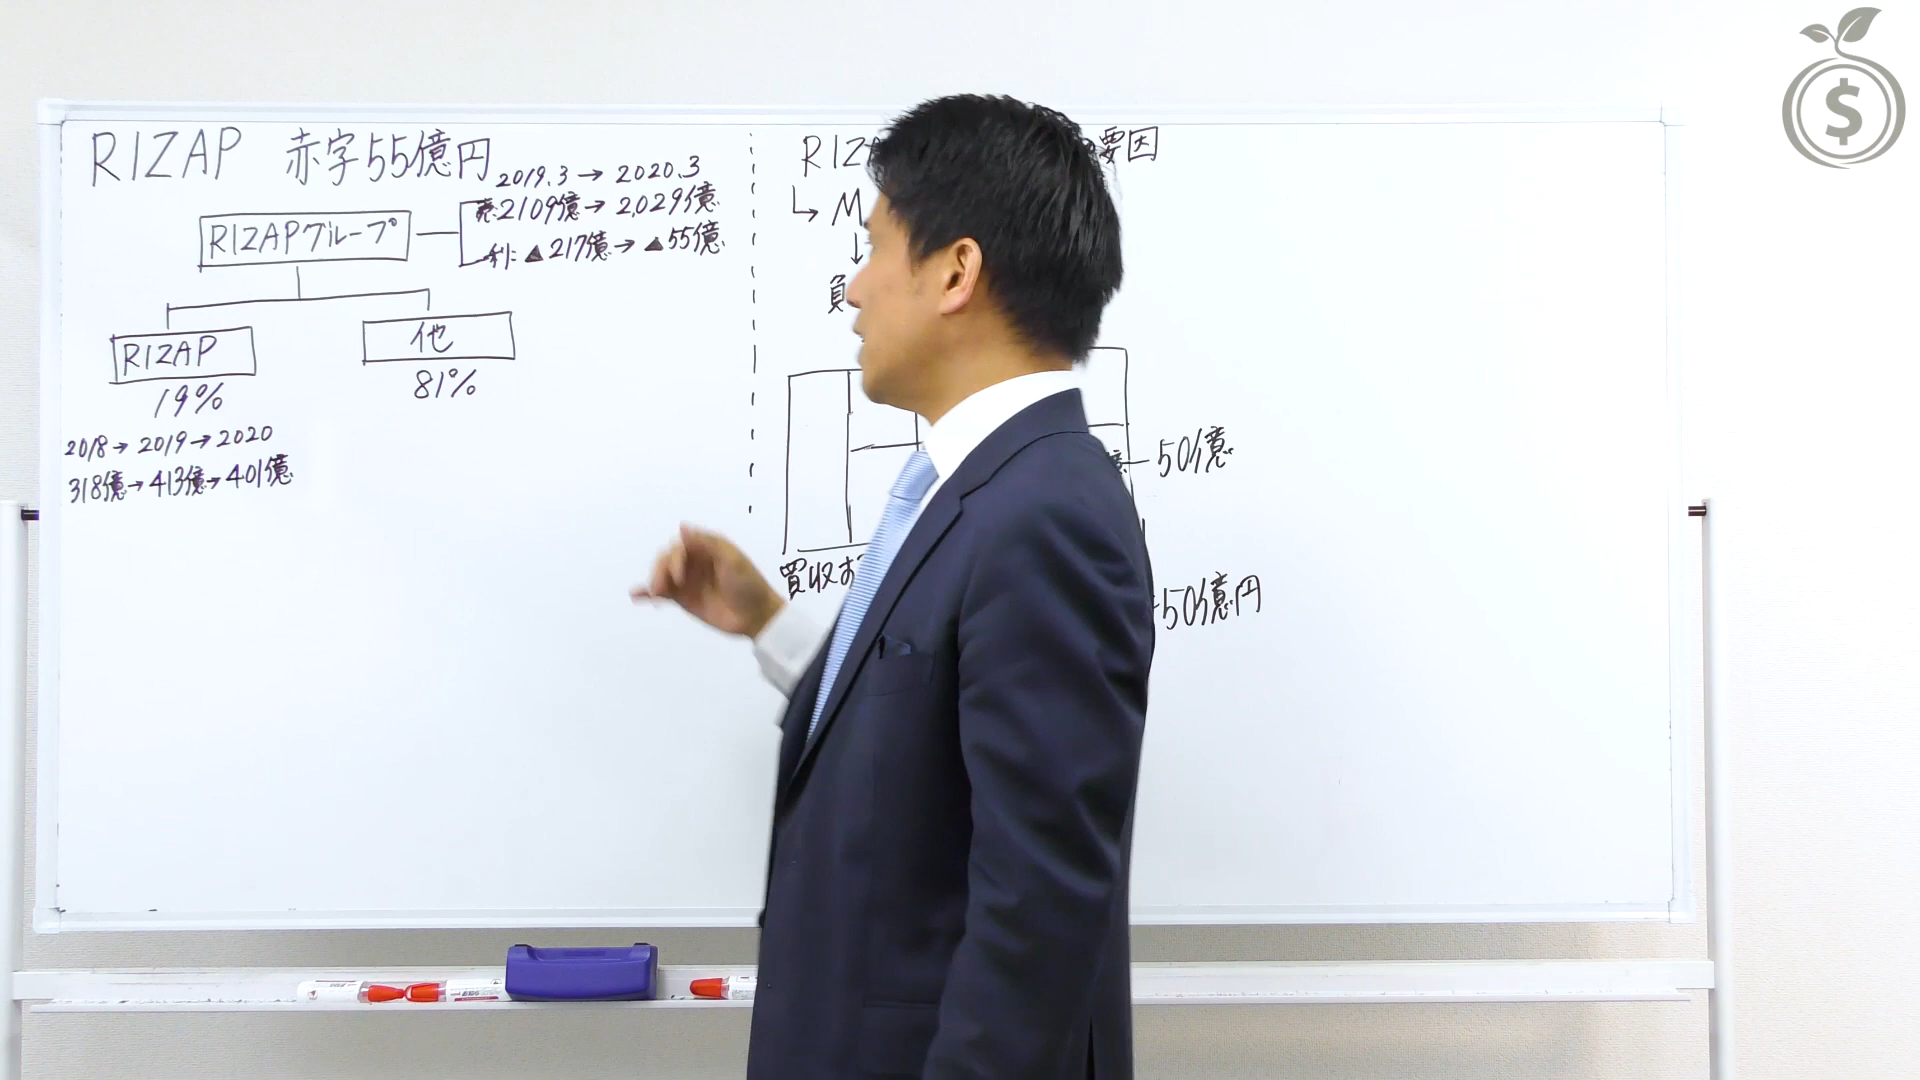 RIZAP 赤字55億円
2019.3→2020.3
売:2109億→2,029億
利:▲217億→▲55億
RIZAPグループ
RIZAP
他
19%
81%
2018→2019→2020
318億→413億→401億
要因
↳ M
↓
負
億
50億
買収
50億円
$